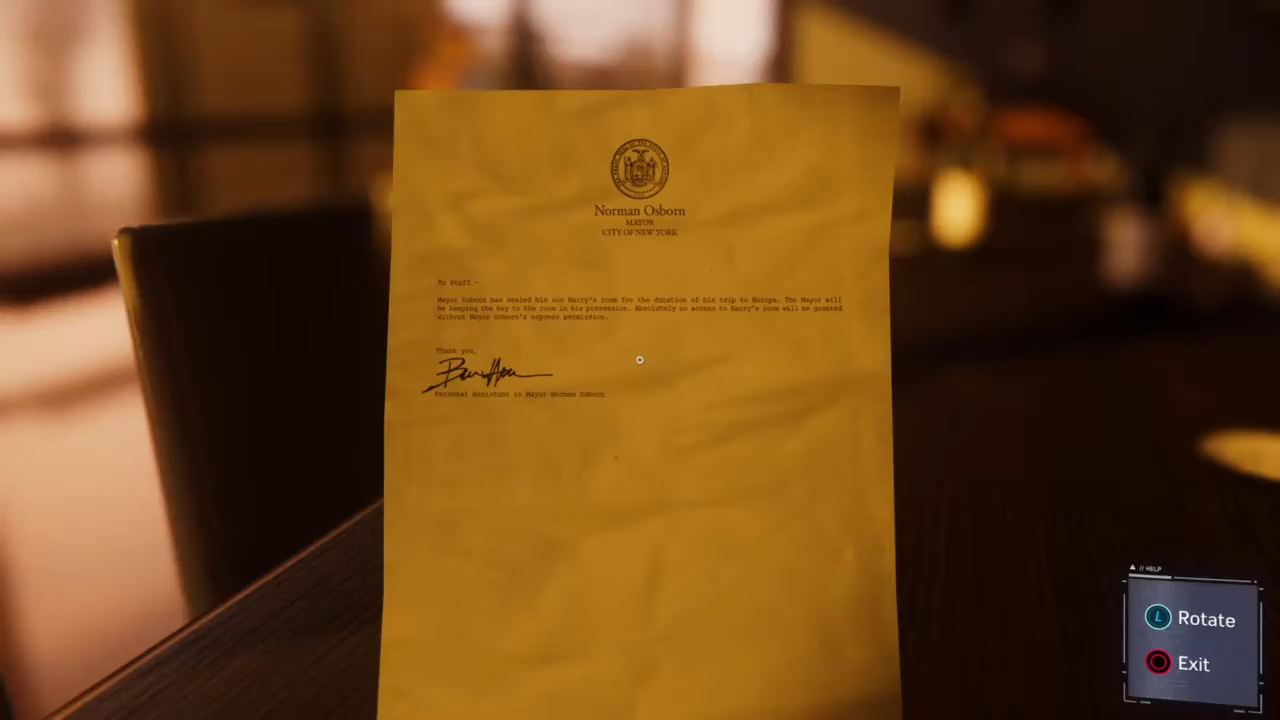 Norman Osborn
MAYOR
CITY OF NEW YORK
To Staff -
Mayor Osborn has sealed his son Harry's room for the duration of his trip to Europe. The Mayor will
be keeping the key to the room in his possession. Absolutely no access to Harry's room will be granted
without Mayor Osborn's express permission.
Thank you,
Personal Assistant to Mayor Norman Osborn
// HELP
L Rotate
Exit